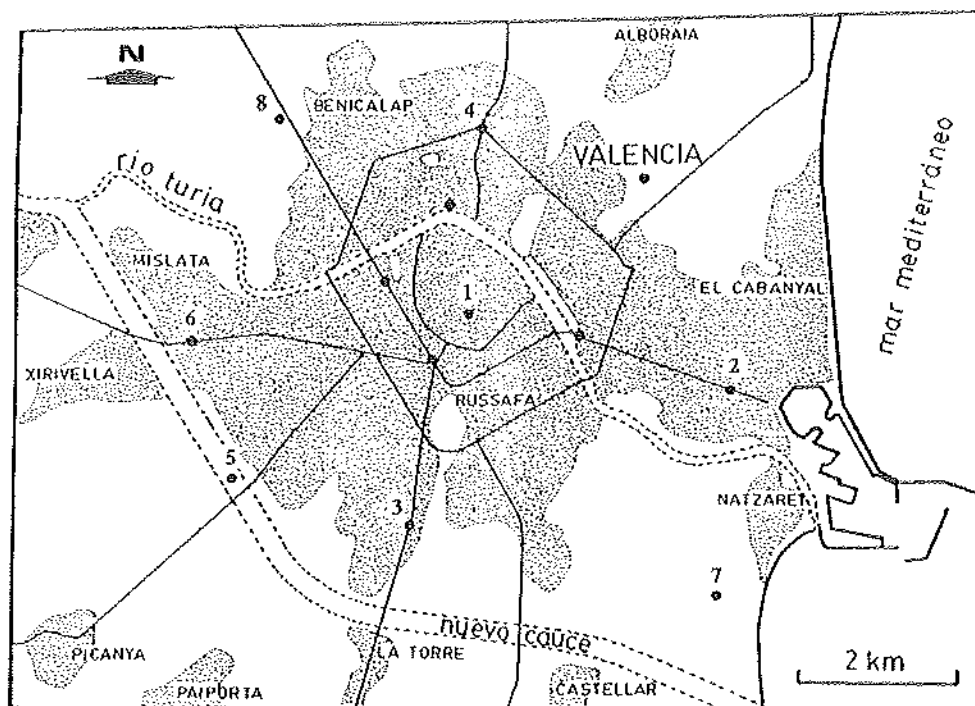 N
ALBORAIA
BENICALAP
8
4
VALENCIA
río turia
mar mediterráneo
MISLATA
EL CABANYAL
1
6
XIRIVELLA
2
RUSSAFA
5
3
NATZARET
7
nuevo cauce
PICANYA
LA TORRE
2 km
PAIPORTA
CASTELLAR